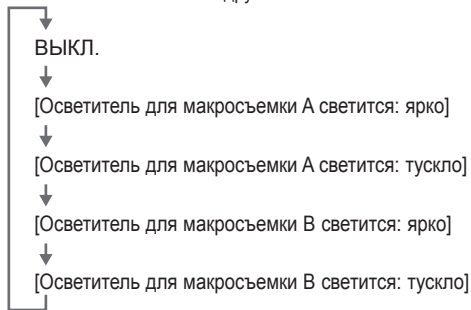 ВЫКЛ.
[Осветитель для макросъемки A светится: ярко]
[Осветитель для макросъемки A светится: тускло]
[Осветитель для макросъемки B светится: ярко]
[Осветитель для макросъемки B светится: тускло]